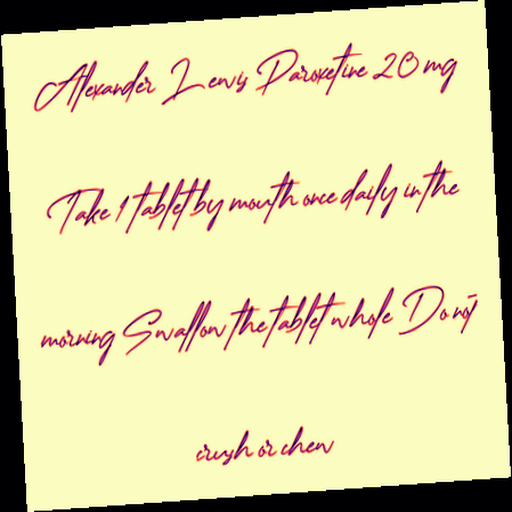 Alexander Lewis Paroxetine 20 mg
Take 1 tablet by mouth once daily in the
morning Swallow the tablet whole Do not
crush or chew